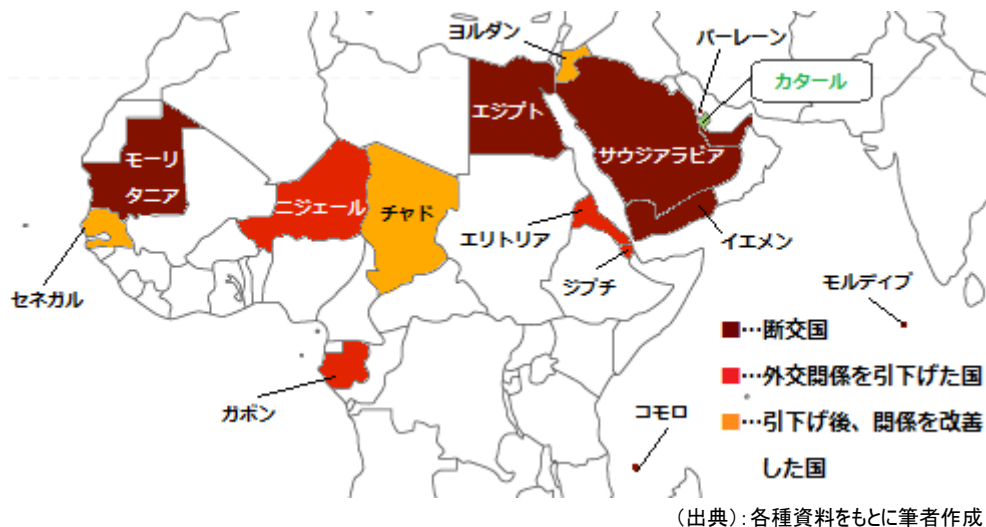 ヨルダン
バーレーン
カタール
エジプト
サウジアラビア
モーリ
タニア
ニジェール
チャド
エリトリア
イエメン
セネガル
ジブチ
モルディブ
ガボン
コモロ
■…断交国
■…外交関係を引下げた国
■…引下げ後、関係を改善
した国
（出典）：各種資料をもとに筆者作成